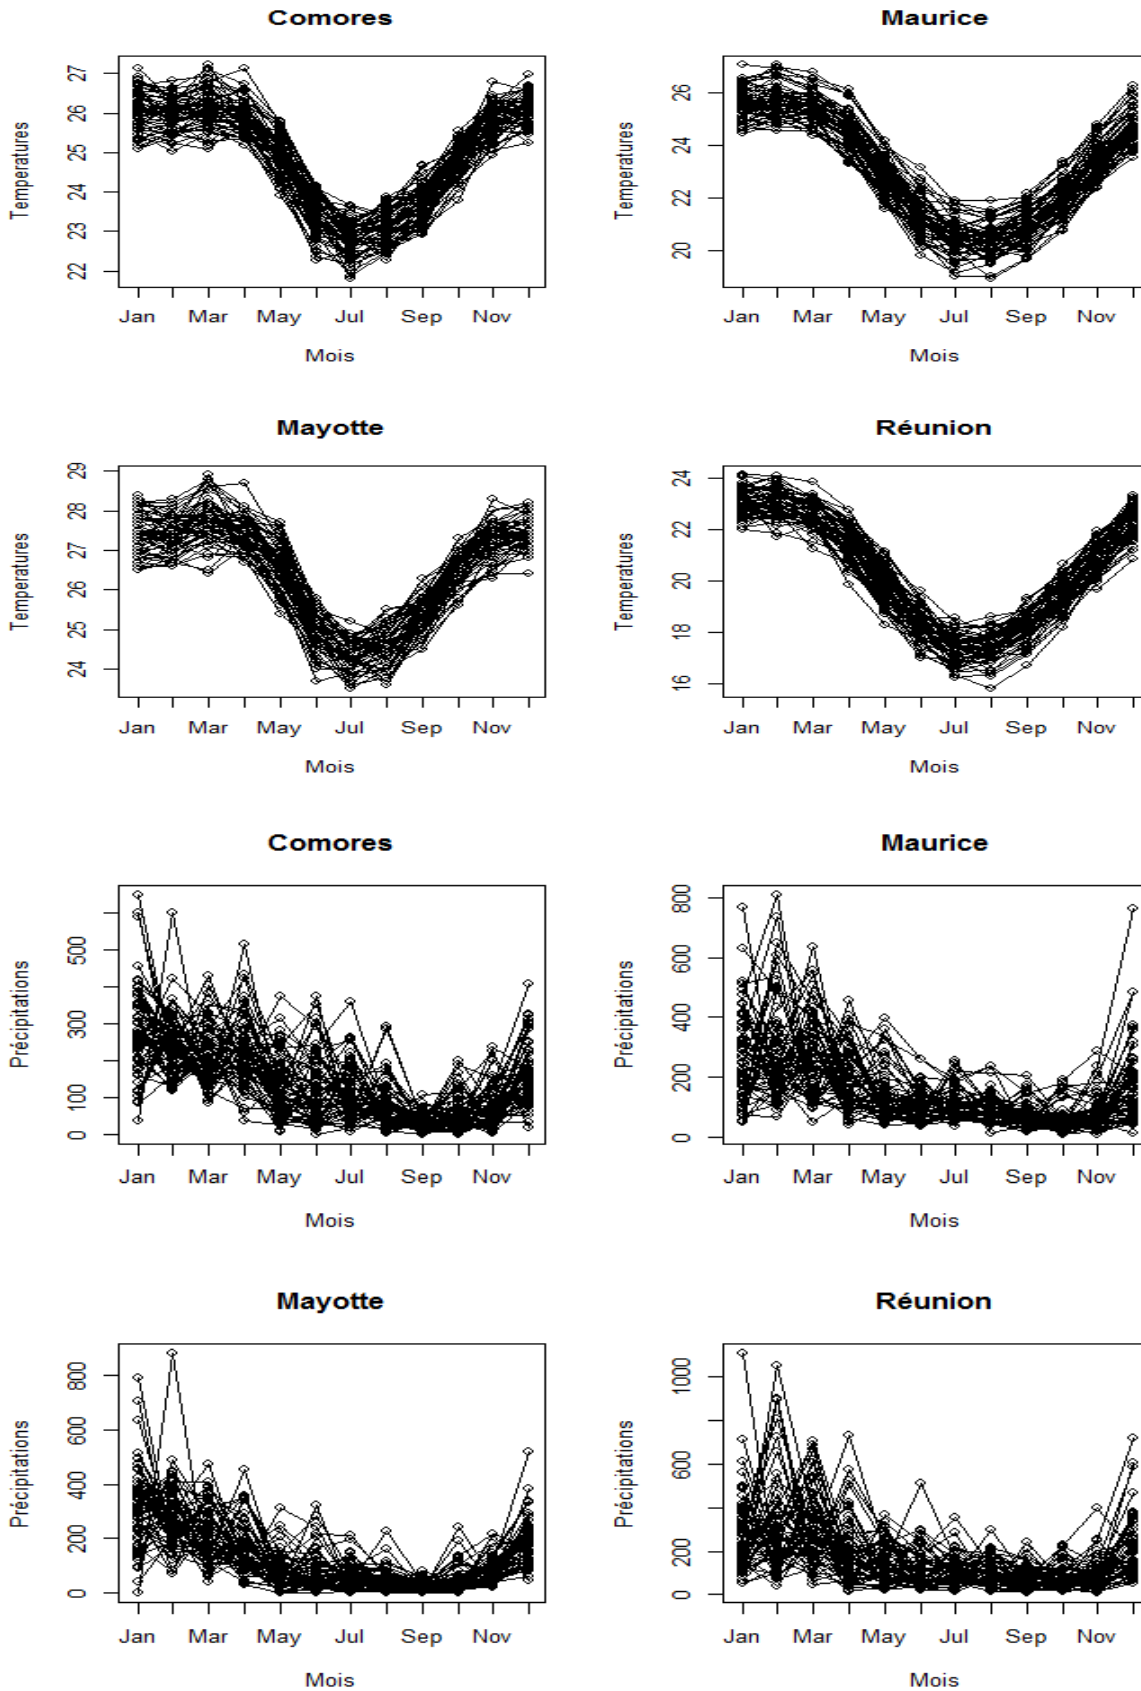 Comores
Maurice
Temperatures
27
26
25
24
23
22
Jan Mar May Jul Sep Nov
Mois
Temperatures
26
24
22
20
Jan Mar May Jul Sep Nov
Mois
Mayotte
Réunion
Temperatures
29
28
27
26
25
24
Jan Mar May Jul Sep Nov
Mois
Temperatures
24
22
20
18
16
Jan Mar May Jul Sep Nov
Mois
Comores
Maurice
Précipitations
500
300
100
0
Jan Mar May Jul Sep Nov
Mois
Précipitations
800
600
400
200
0
Jan Mar May Jul Sep Nov
Mois
Mayotte
Réunion
Précipitations
800
600
400
200
0
Jan Mar May Jul Sep Nov
Mois
Précipitations
1000
600
200
0
Jan Mar May Jul Sep Nov
Mois